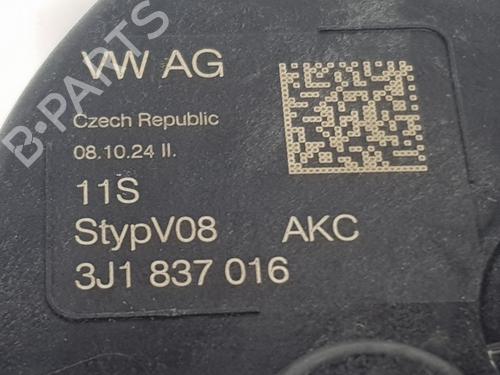 B-PARTS
VW AG
Czech Republic
08.10.24 II.
11S
StypV08 AKC
3J1 837 016